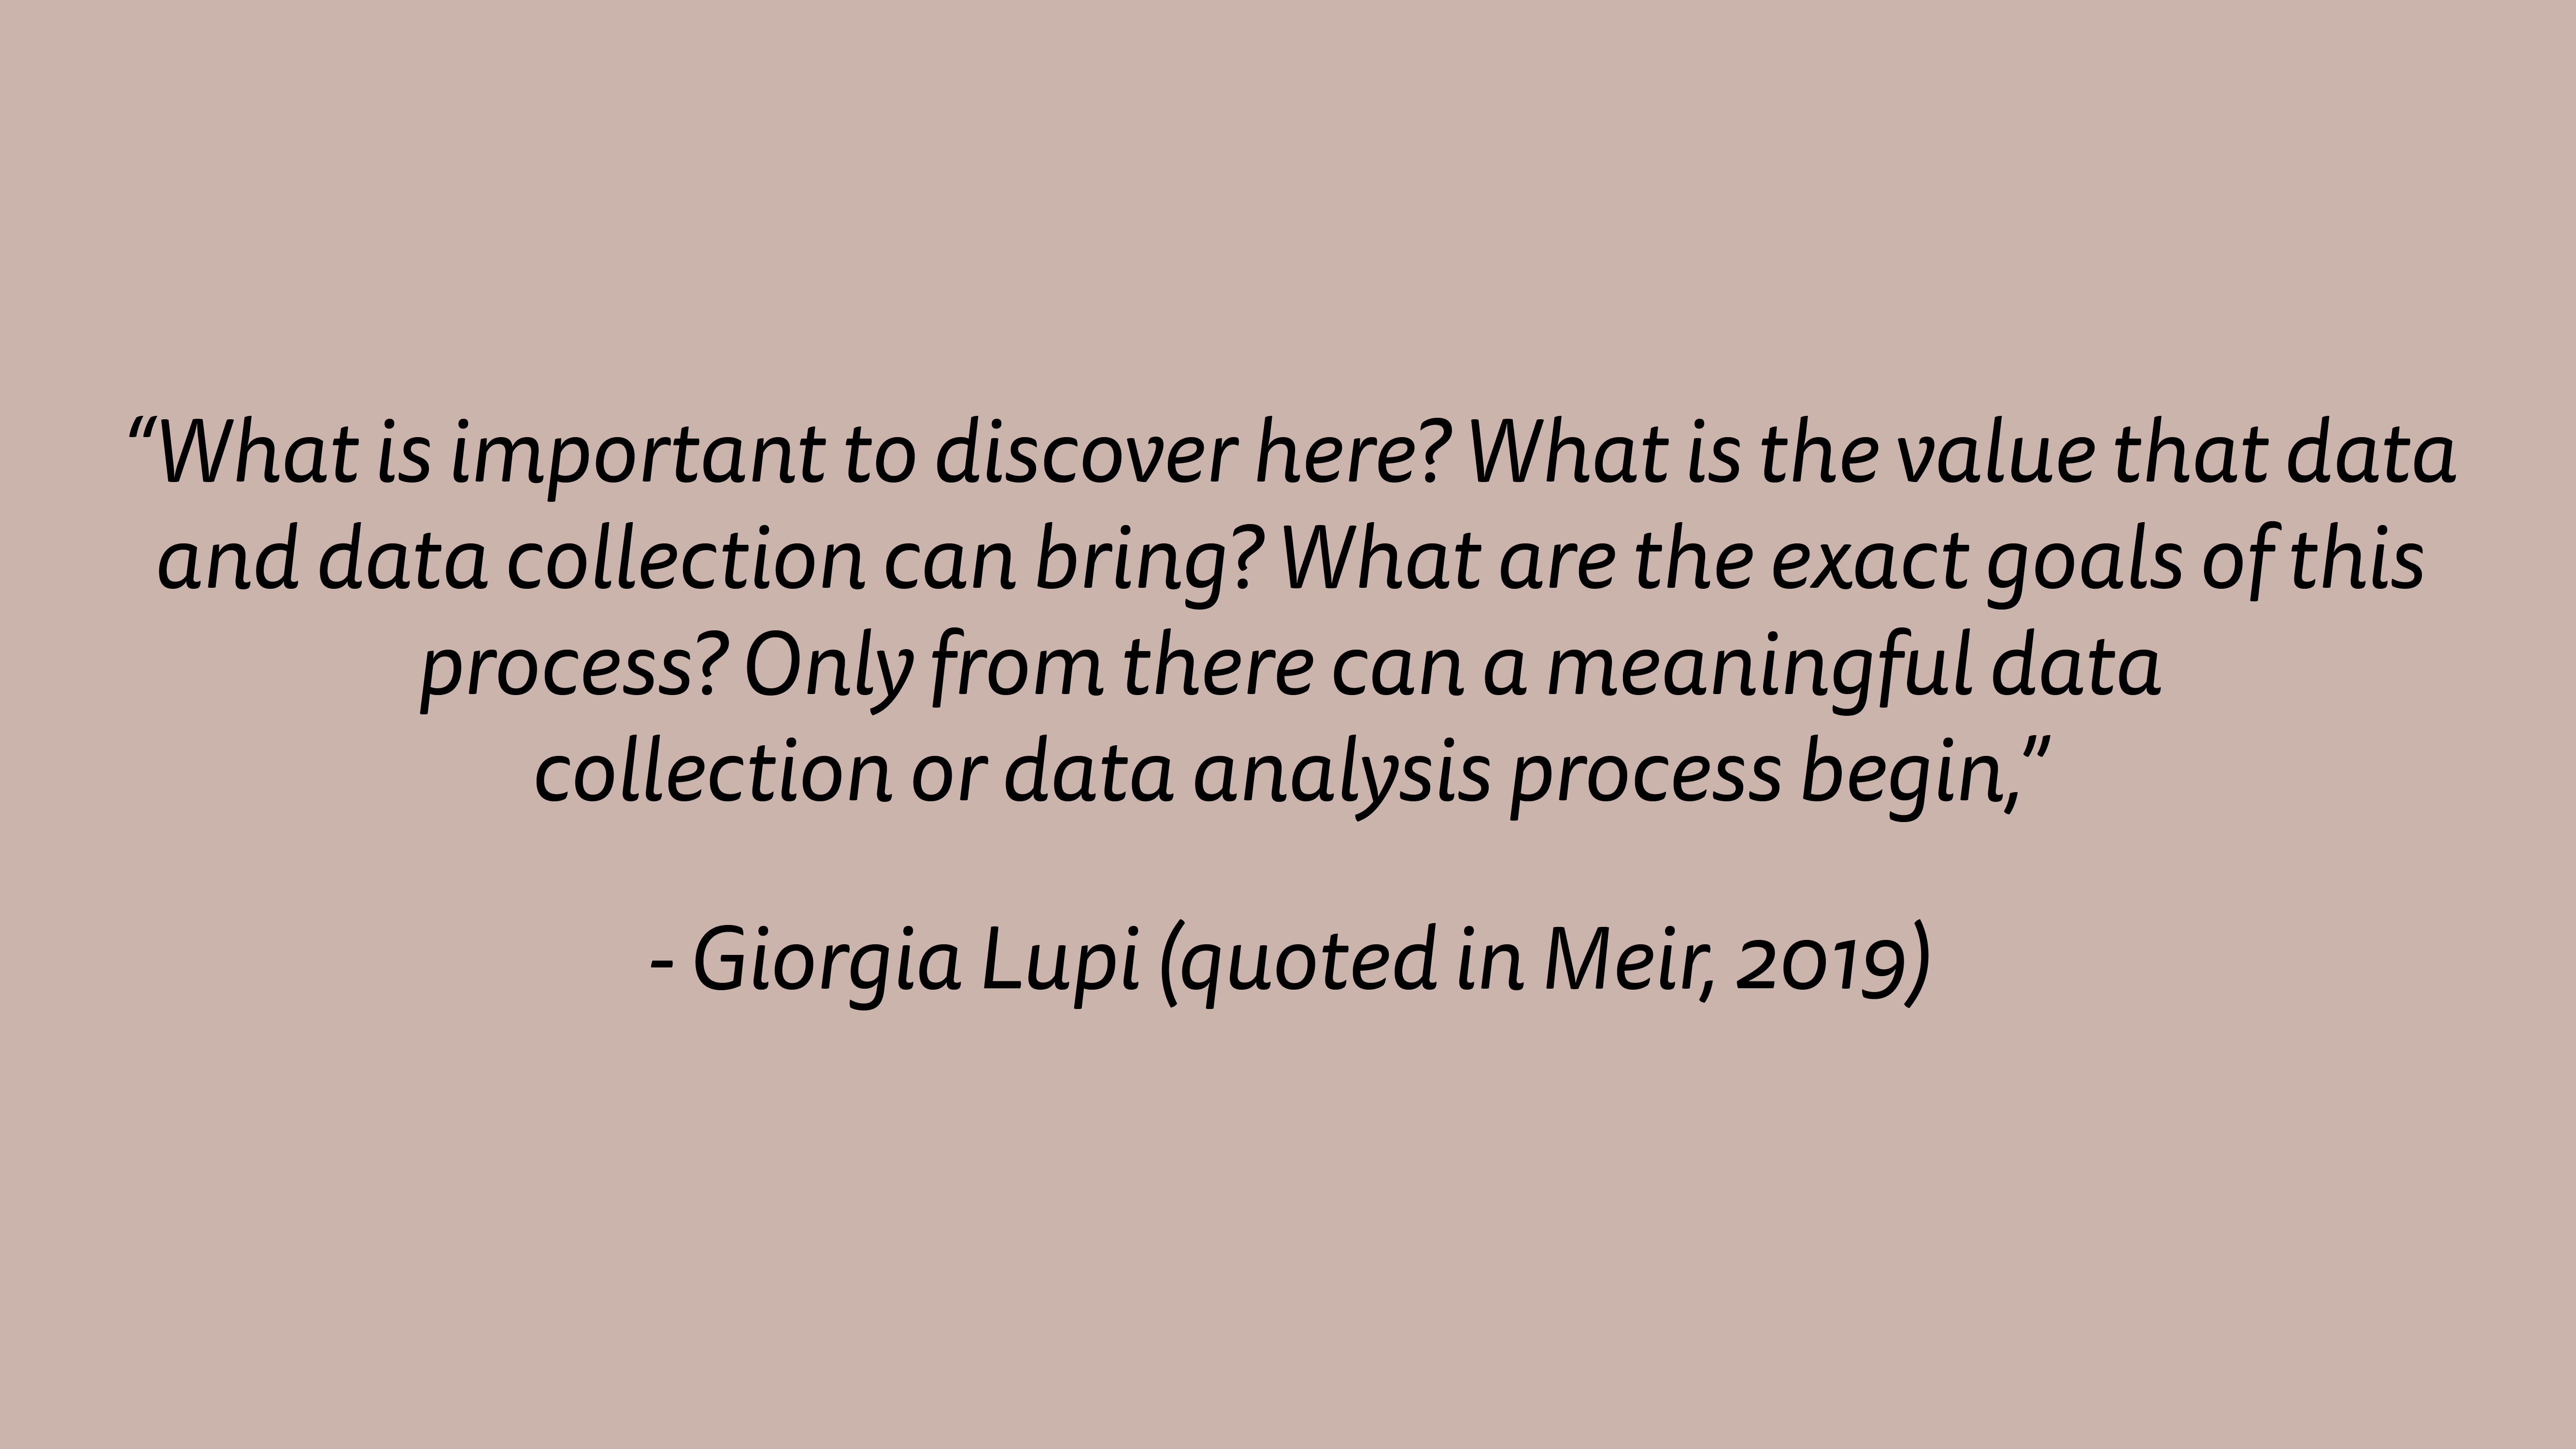 “What is important to discover here? What is the value that data
and data collection can bring? What are the exact goals of this
process? Only from there can a meaningful data
collection or data analysis process begin,”
- Giorgia Lupi (quoted in Meir, 2019)